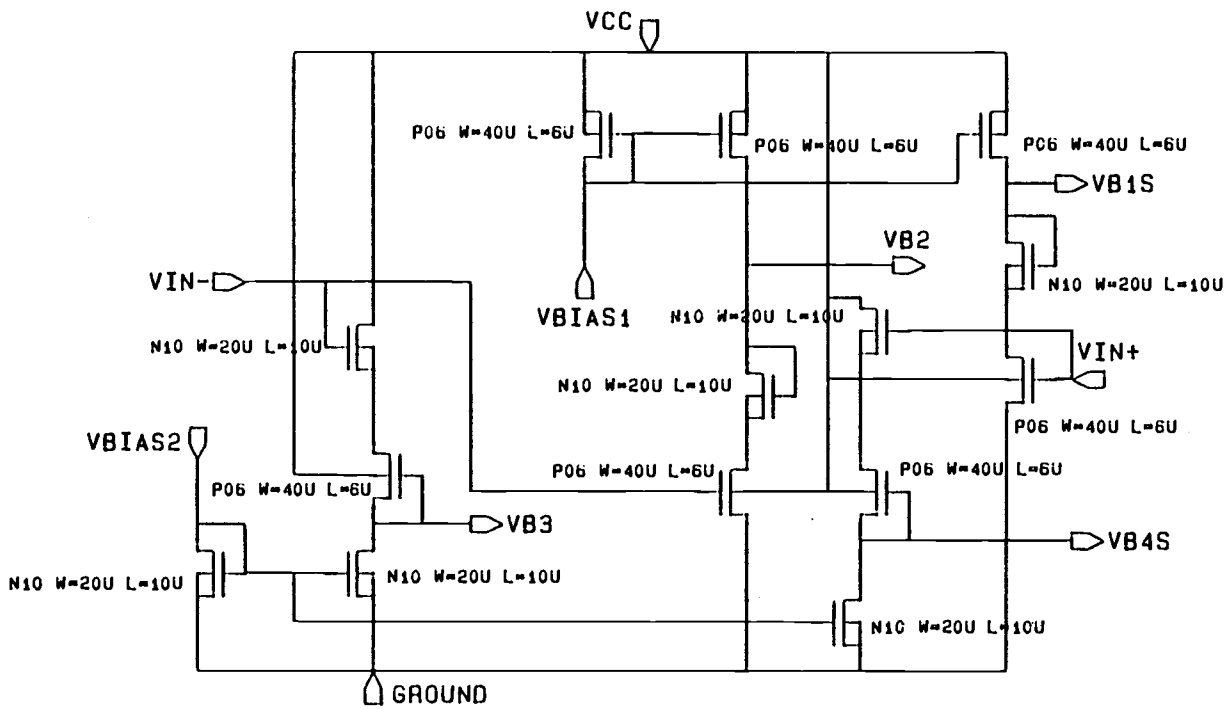 VCC
P06 W=40U L=6U
P06 W=40U L=6U
P06 W=40U L=6U
VB1S
VB2
VIN-
N10 W=20U L=10U
VBIAS1
N10 W=20U L=10U
N10 W=20U L=10U
VIN+
N10 W=20U L=10U
VBIAS2
P06 W=40U L=6U
P06 W=40U L=6U
P06 W=40U L=6U
P06 W=40U L=6U
VB3
VB4S
N10 W=20U L=10U
N10 W=20U L=10U
N10 W=20U L=10U
GROUND